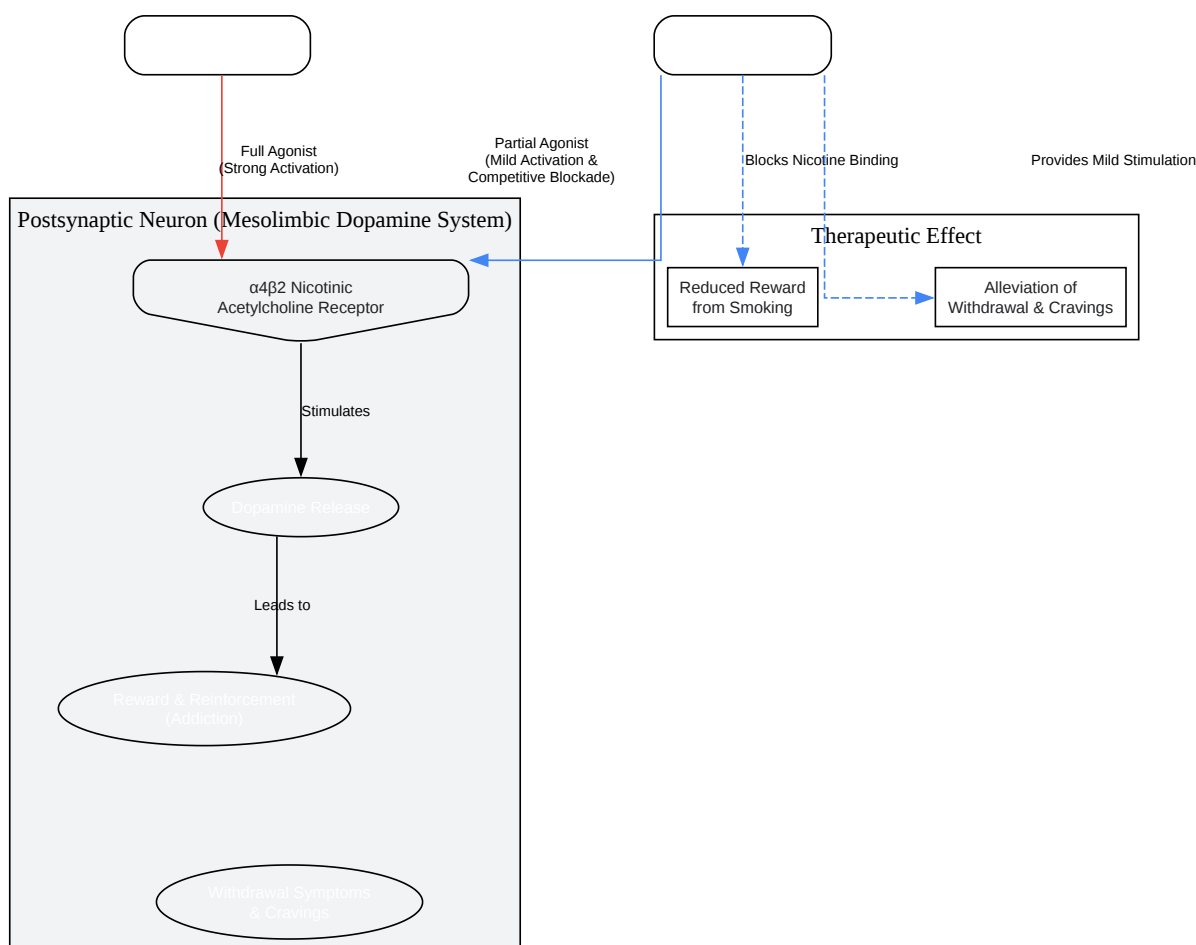 Full Agonist
(Strong Activation)
Partial Agonist
(Mild Activation &
Competitive Blockade)
Blocks Nicotine Binding
Provides Mild Stimulation
Postsynaptic Neuron (Mesolimbic Dopamine System)
Therapeutic Effect
α4β2 Nicotinic
Acetylcholine Receptor
Reduced Reward
from Smoking
Alleviation of
Withdrawal & Cravings
Stimulates
Dopamine Release
Leads to
Reward & Reinforcement
(Addiction)
Withdrawal Symptoms
& Cravings